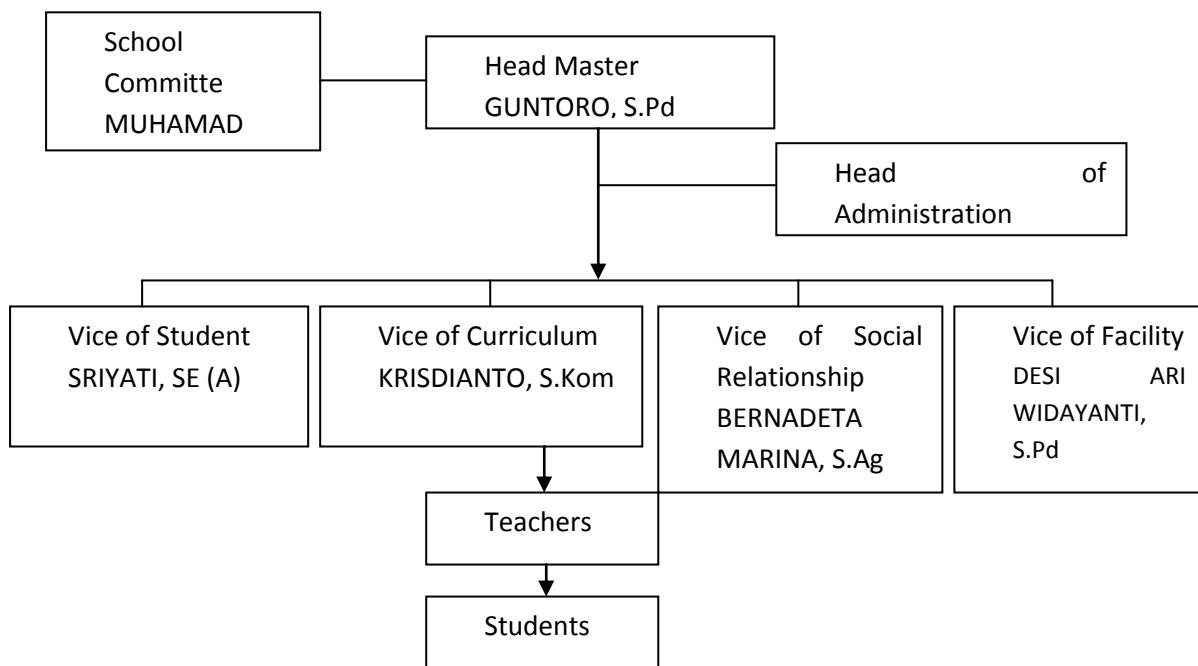 School
Committe
MUHAMAD
Head Master
GUNTORO, S.Pd
Head of
Administration
Vice of Student
SRIYATI, SE (A)
Vice of Curriculum
KRISDIANTO, S.Kom
Vice of Social
Relationship
BERNADETA
MARINA, S.Ag
Vice of Facility
DESI ARI
WIDAYANTI,
S.Pd
Teachers
Students